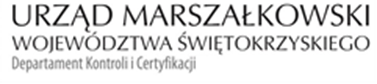 URZĄD MARSZAŁKOWSKI
WOJEWÓDZTWA ŚWIĘTOKRZYSKIEGO
Departament Kontroli i Certyfikacji